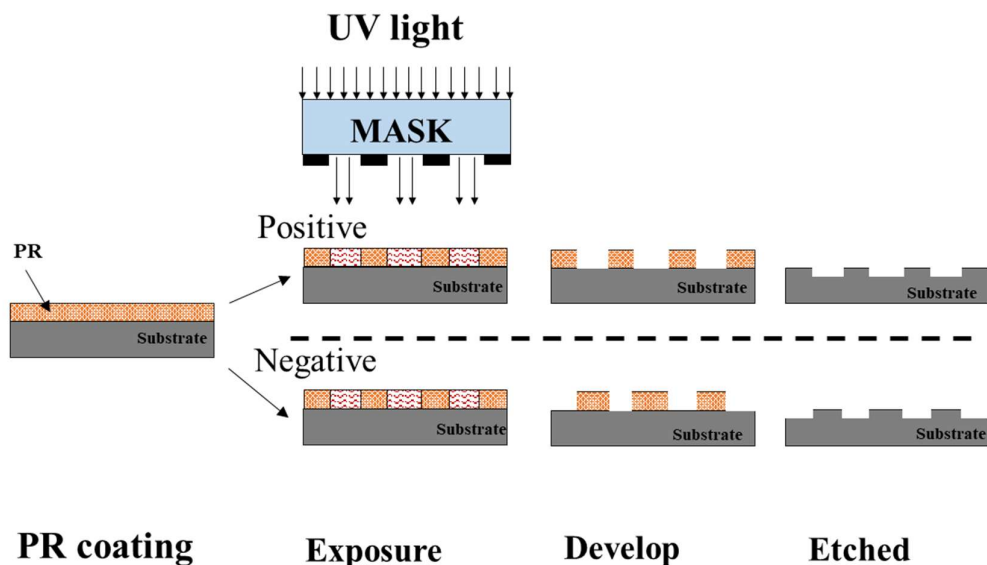 UV light
MASK
Positive
PR
Substrate
Substrate
Substrate
Substrate
Negative
Substrate
Substrate
Substrate
PR coating
Exposure
Develop
Etched